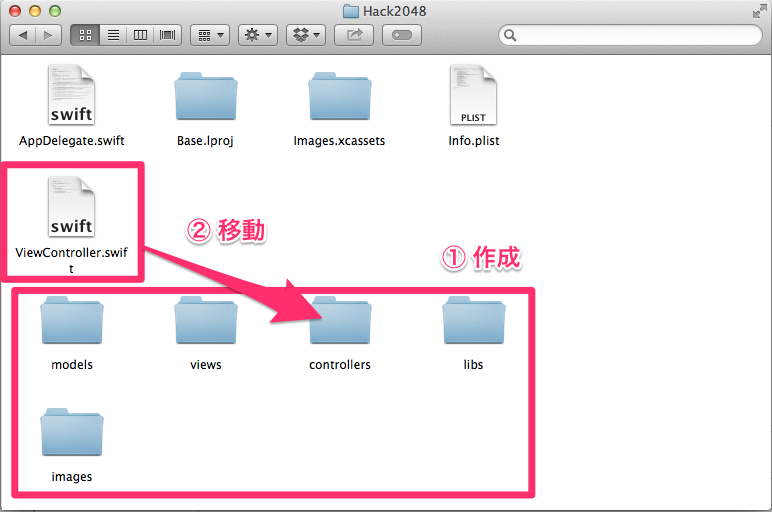 Hack2048
swift
PLIST
AppDelegate.swift
Base.lproj
Images.xcassets
Info.plist
swift
ViewController.swif
t
② 移動
① 作成
models
views
controllers
libs
images